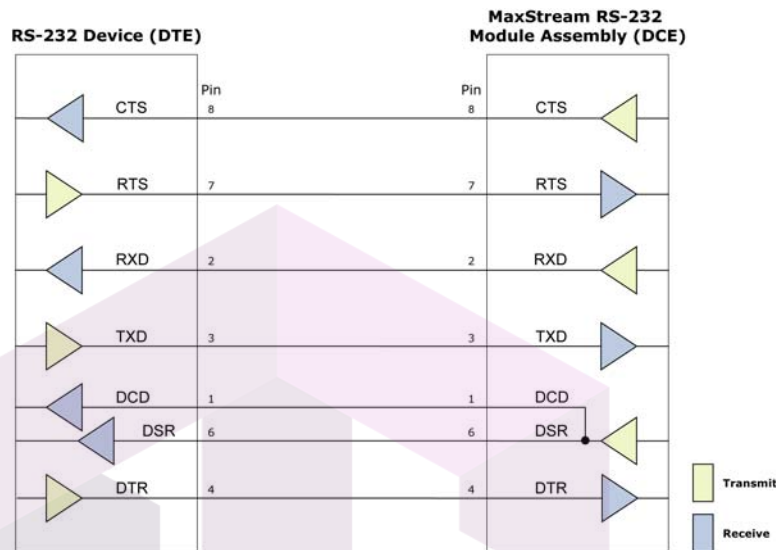 RS-232 Device (DTE)
MaxStream RS-232
Module Assembly (DCE)
Pin
Pin
CTS 8 8 CTS
RTS 7 7 RTS
RXD 2 2 RXD
TXD 3 3 TXD
DCD 1 1 DCD
DSR 6 6 DSR
DTR 4 4 DTR
Transmit
Receive